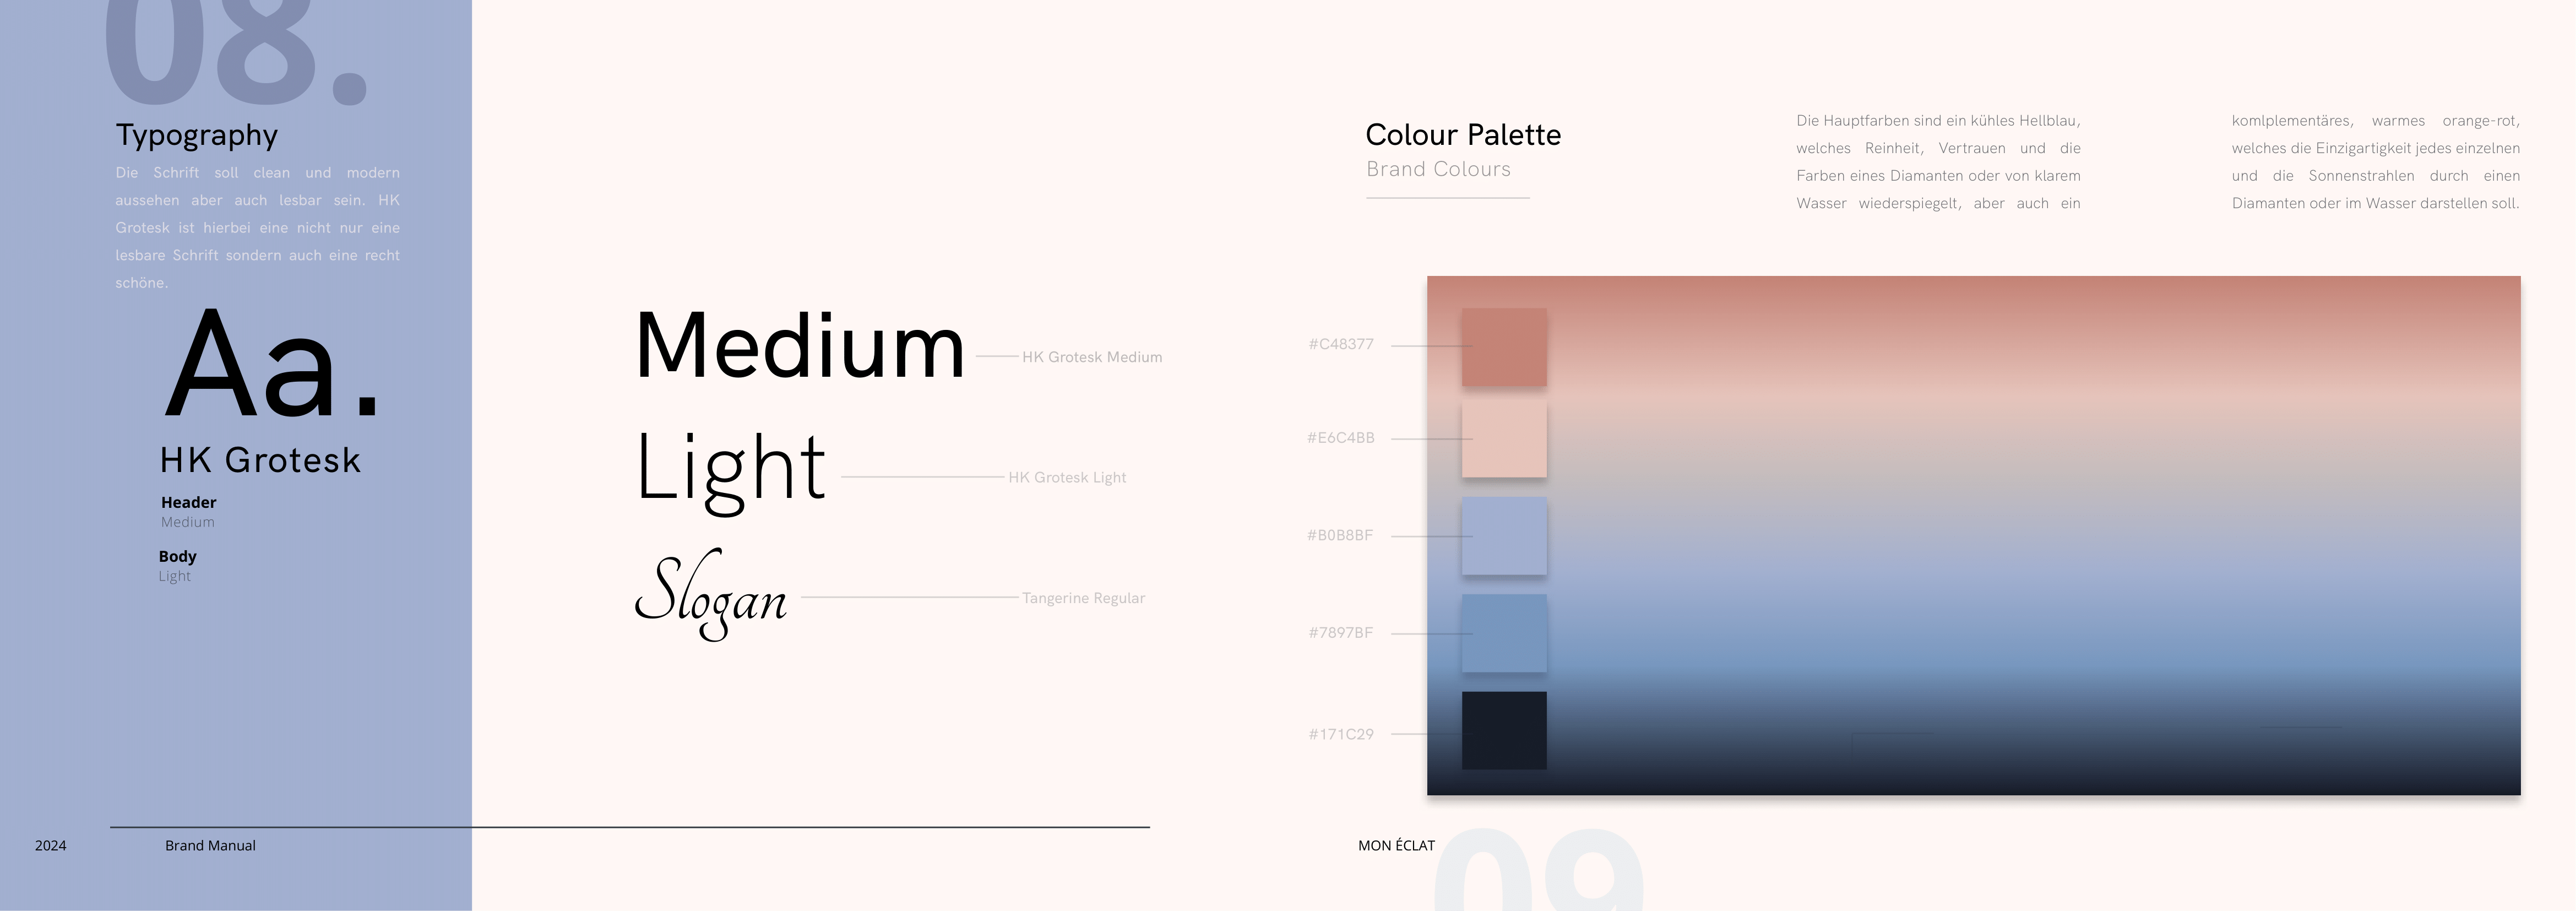 08.
Typography
Die Schrift soll clean und modern
aussehen aber auch lesbar sein. HK
Grotesk ist hierbei eine nicht nur eine
lesbare Schrift sondern auch eine recht
schöne.
Aa.
HK Grotesk
Header
Medium
Body
Light
Medium
HK Grotesk Medium
Light
HK Grotesk Light
Slogan
Tangerine Regular
2024
Brand Manual
Colour Palette
Brand Colours
Die Hauptfarben sind ein kühles Hellblau,
welches Reinheit, Vertrauen und die
Farben eines Diamanten oder von klarem
Wasser wiederspiegelt, aber auch ein
komlplementäres, warmes orange-rot,
welches die Einzigartigkeit jedes einzelnen
und die Sonnenstrahlen durch einen
Diamanten oder im Wasser darstellen soll.
#C48377
#E6C4BB
#B0B8BF
#7897BF
#171C29
MON ÉCLAT
09